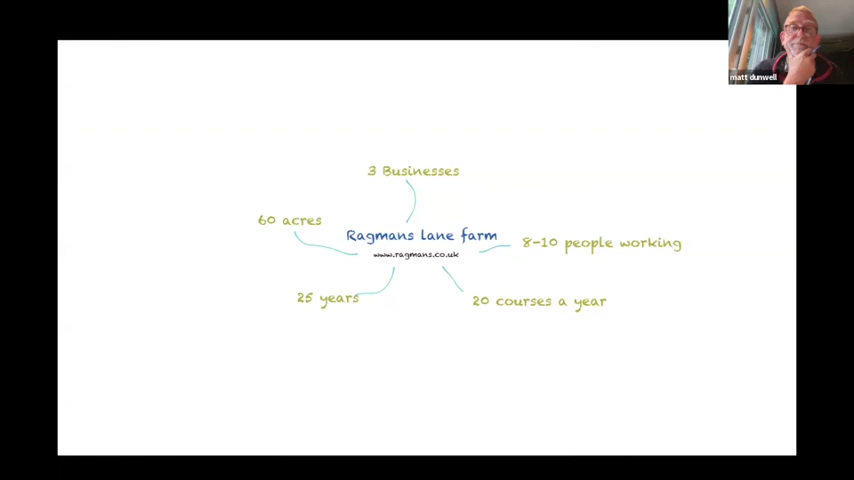 matt dunwell
3 Businesses
60 acres
Ragmans lane farm
www.ragmans.co.uk
8-10 people working
25 years
20 courses a year